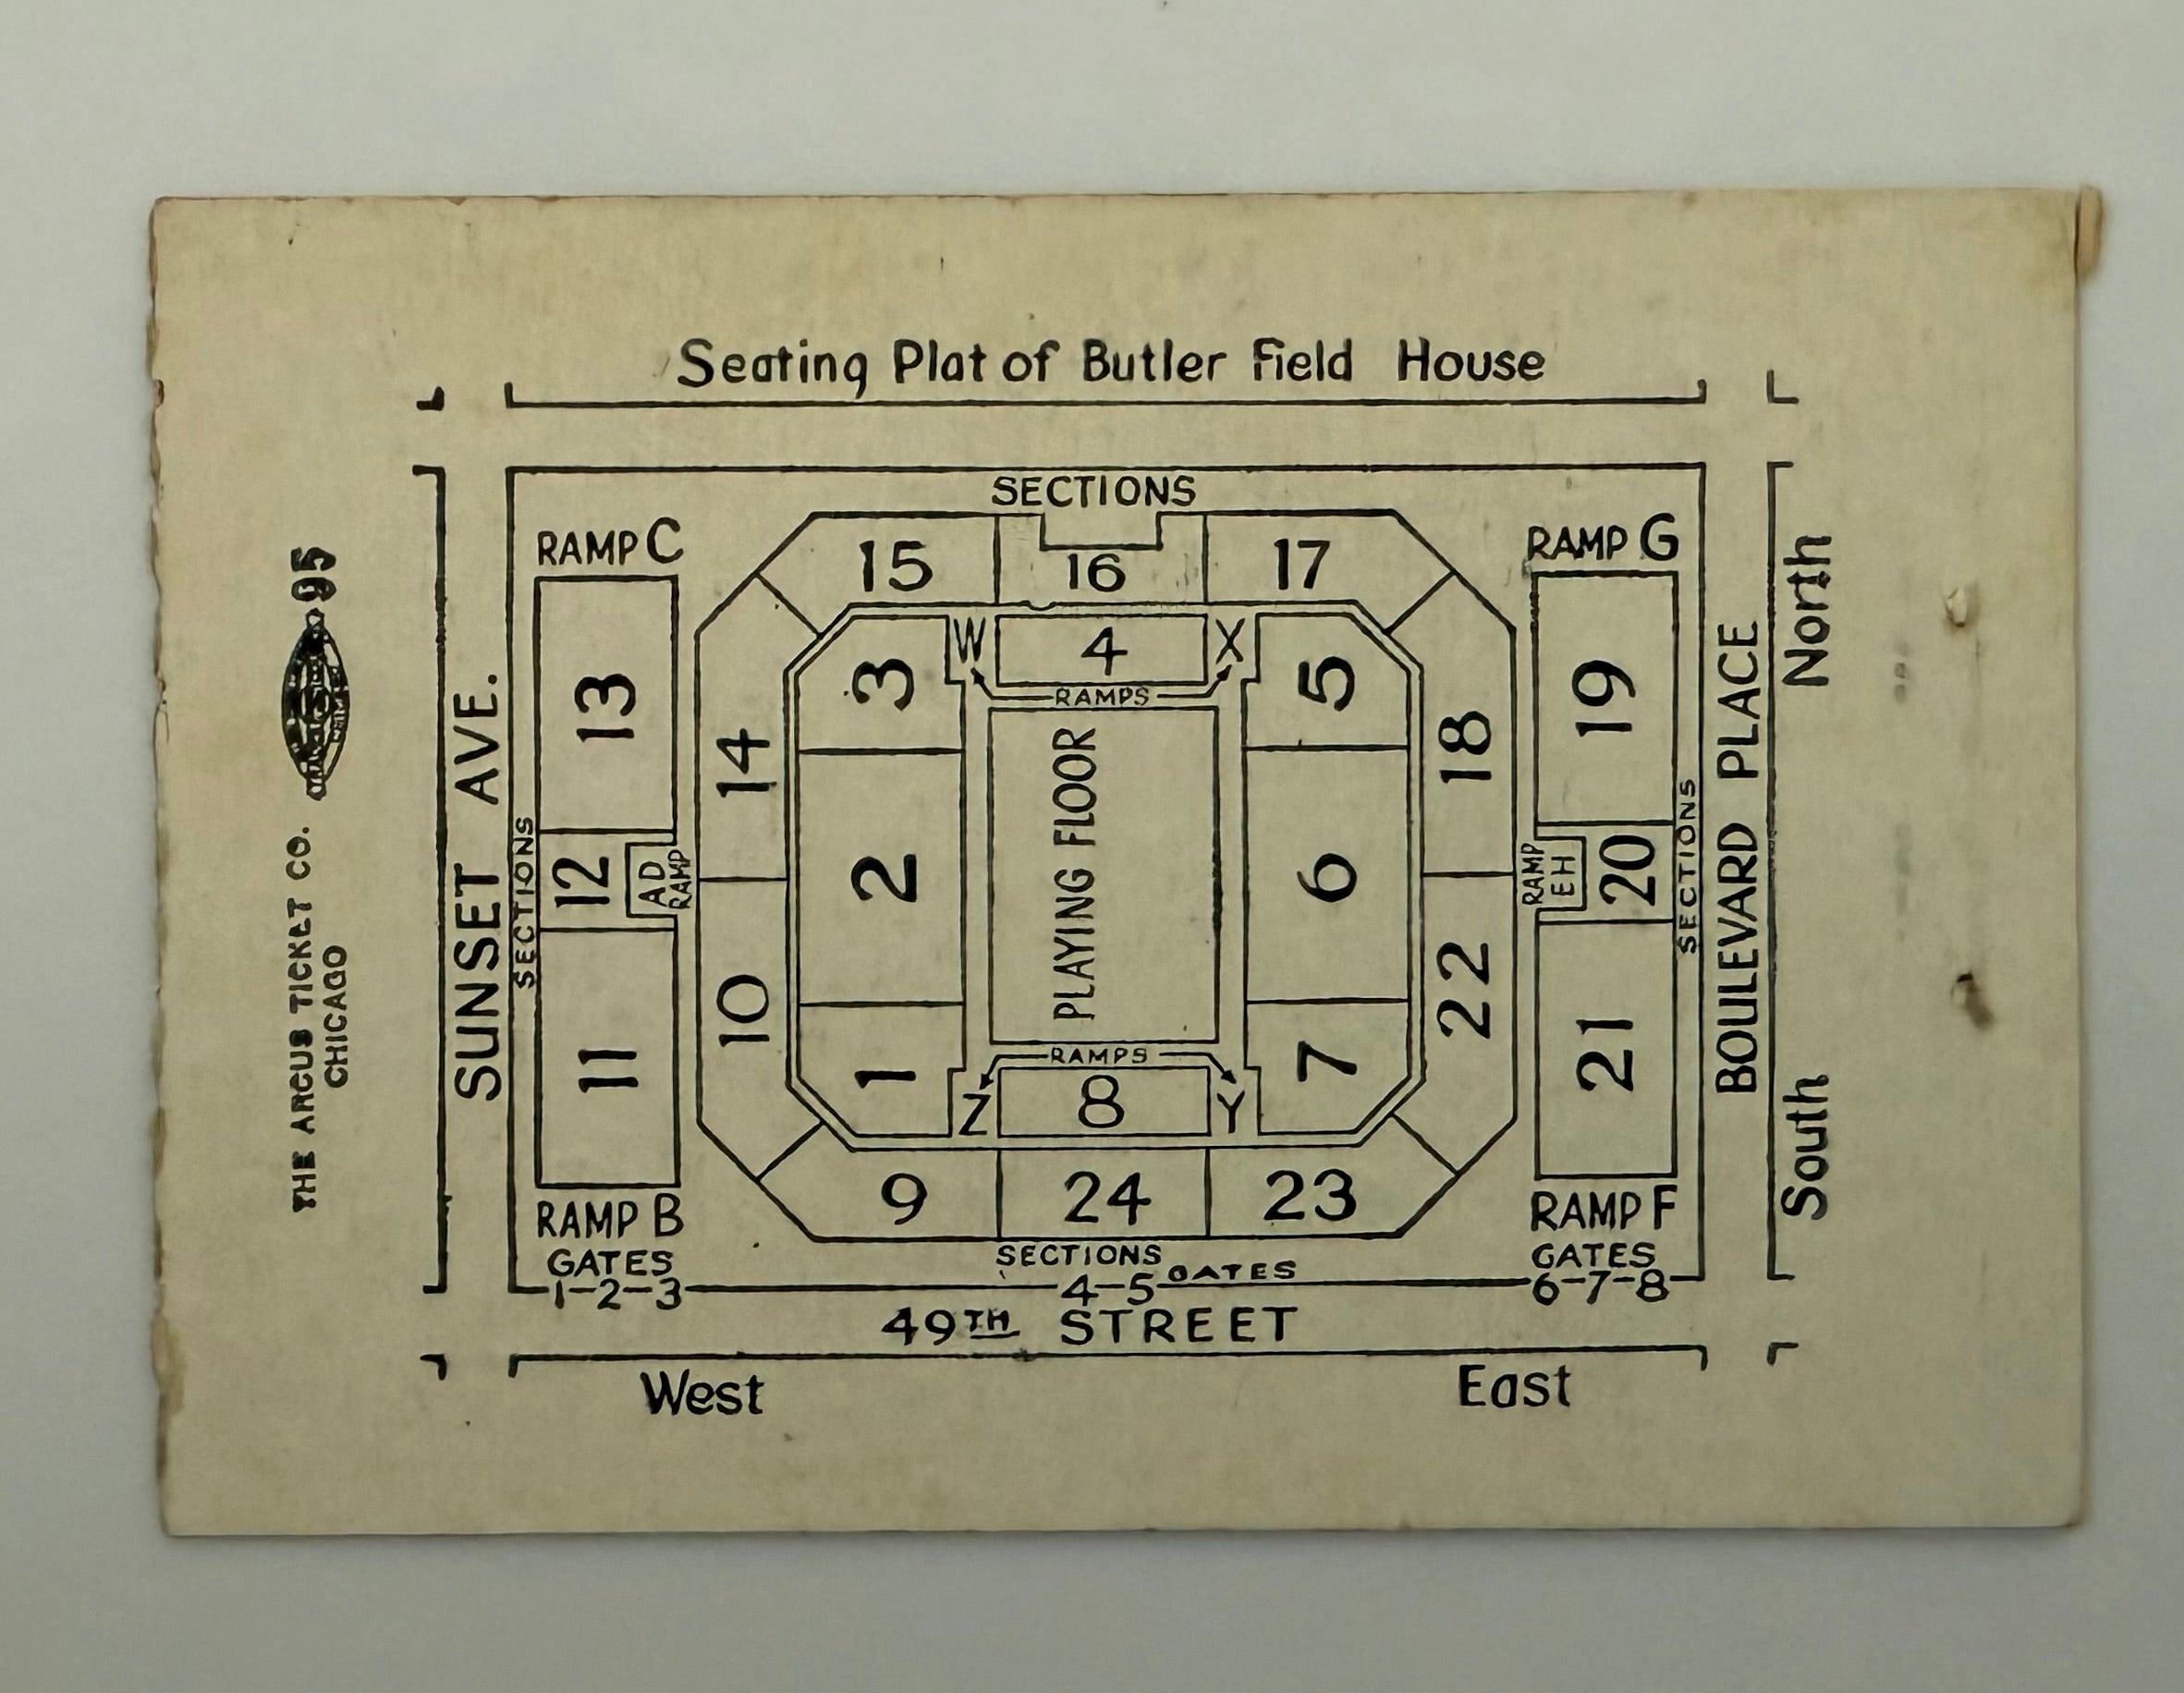 Seating Plat of Butler Field House
SECTIONS
RAMP C
RAMP G
15
16
17
W
4
X
RAMPS
3
5
13
14
18
19
North
95
THE ARCUS TICKET CO.
CHICAGO
SUNSET AVE.
SECTIONS
12
AD
RAMP
2
PLAYING FLOOR
6
RAMP
EH
20
SECTIONS
BOULEVARD PLACE
11
10
1
7
22
21
South
RAMPS
Z
8
Y
9
24
23
RAMP B
RAMP F
GATES
1-2-3
SECTIONS
GATES
4-5
GATES
6-7-8
49TH STREET
West
East